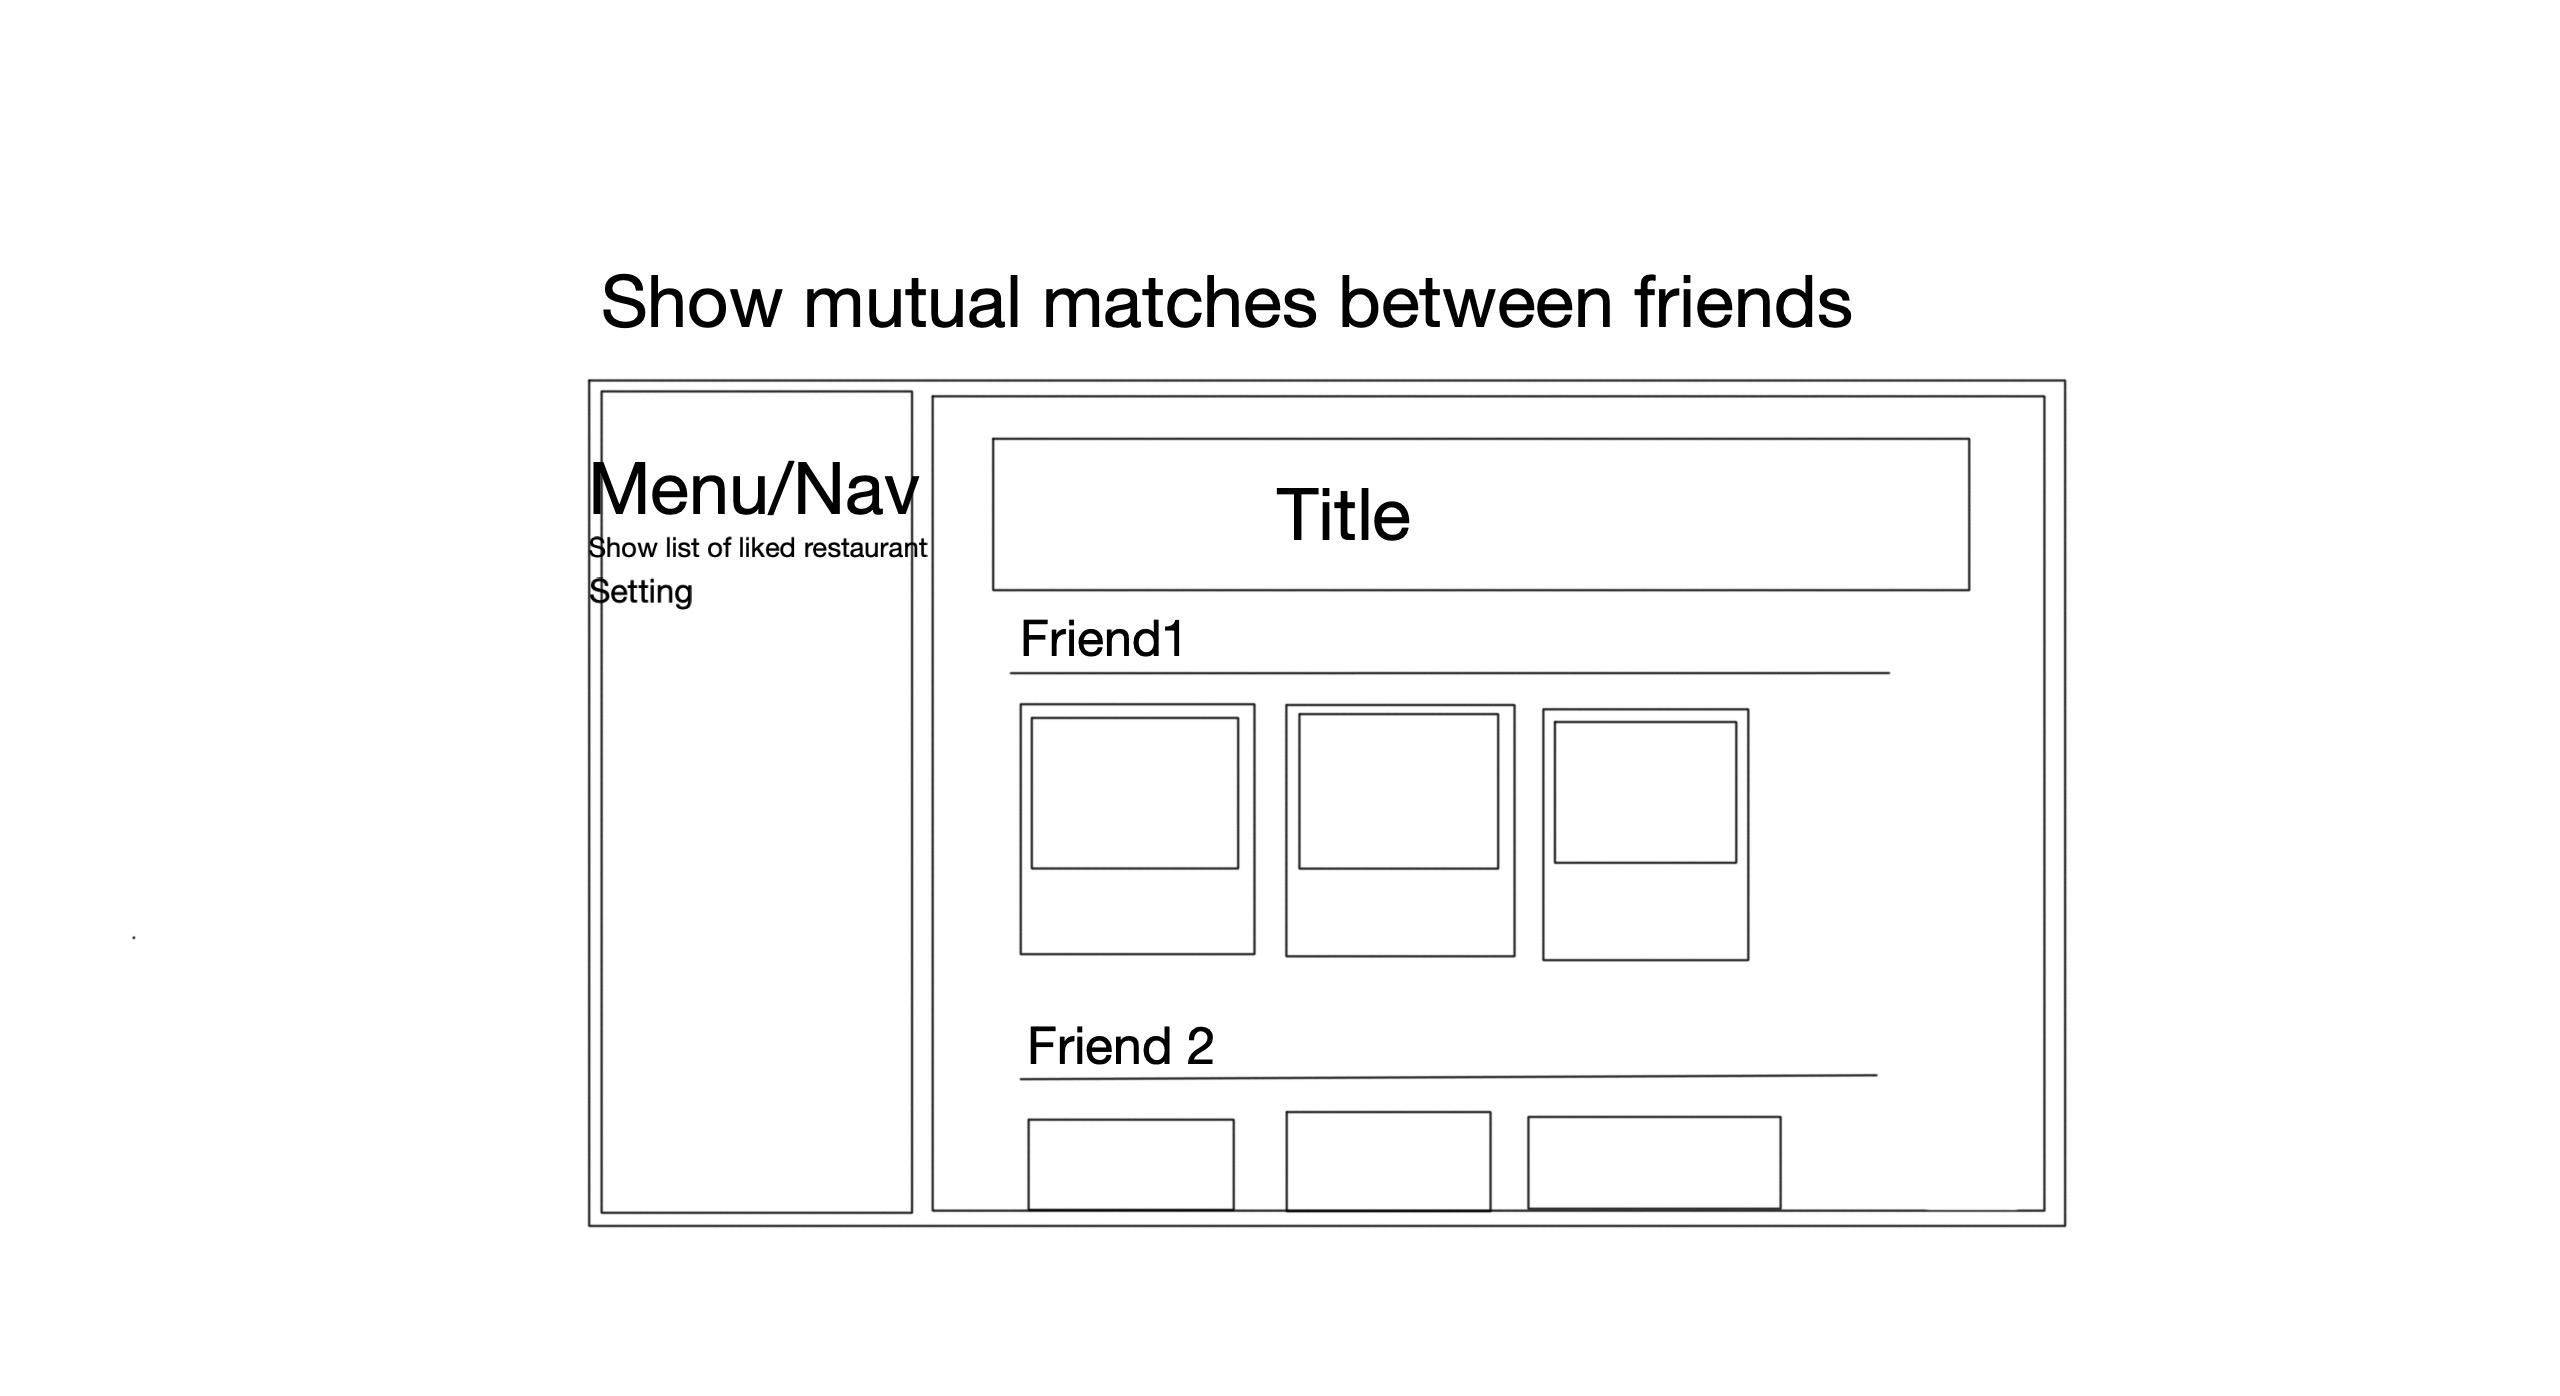 Show mutual matches between friends
Menu/Nav
Show list of liked restaurant
Setting
Title
Friend1
Friend 2